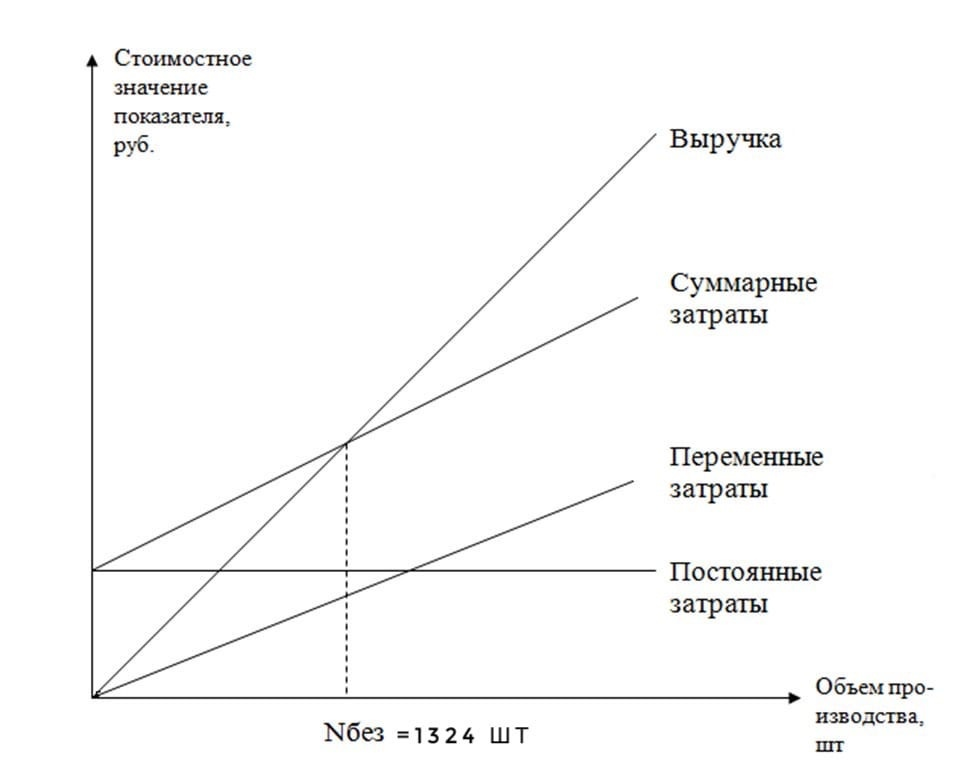 Стоимостное
значение
показателя,
руб.
Выручка
Суммарные
затраты
Переменные
затраты
Постоянные
затраты
Объем про-
изводства,
шт
Nбез =1324 ШТ